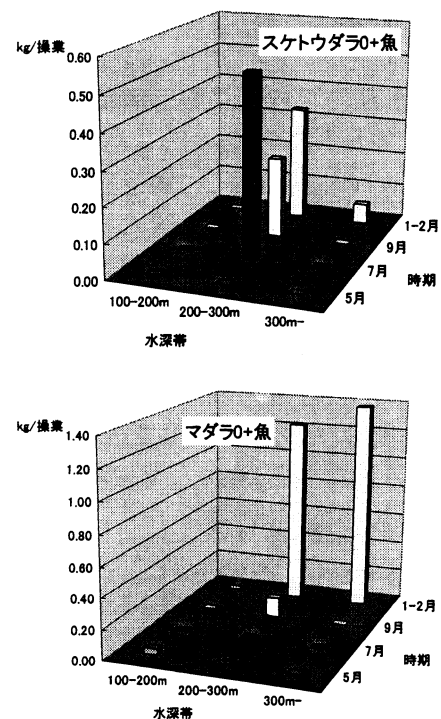 kg/操業
スケトウダラ0+魚
0.60
0.50
0.40
0.30
0.20
0.10
0.00
100-200m
200-300m
300m-
水深帯
1-2月
9月
7月
5月
時期
kg/操業
マダラ0+魚
1.40
1.20
1.00
0.80
0.60
0.40
0.20
0.00
100-200m
200-300m
300m-
水深帯
1-2月
9月
7月
5月
時期